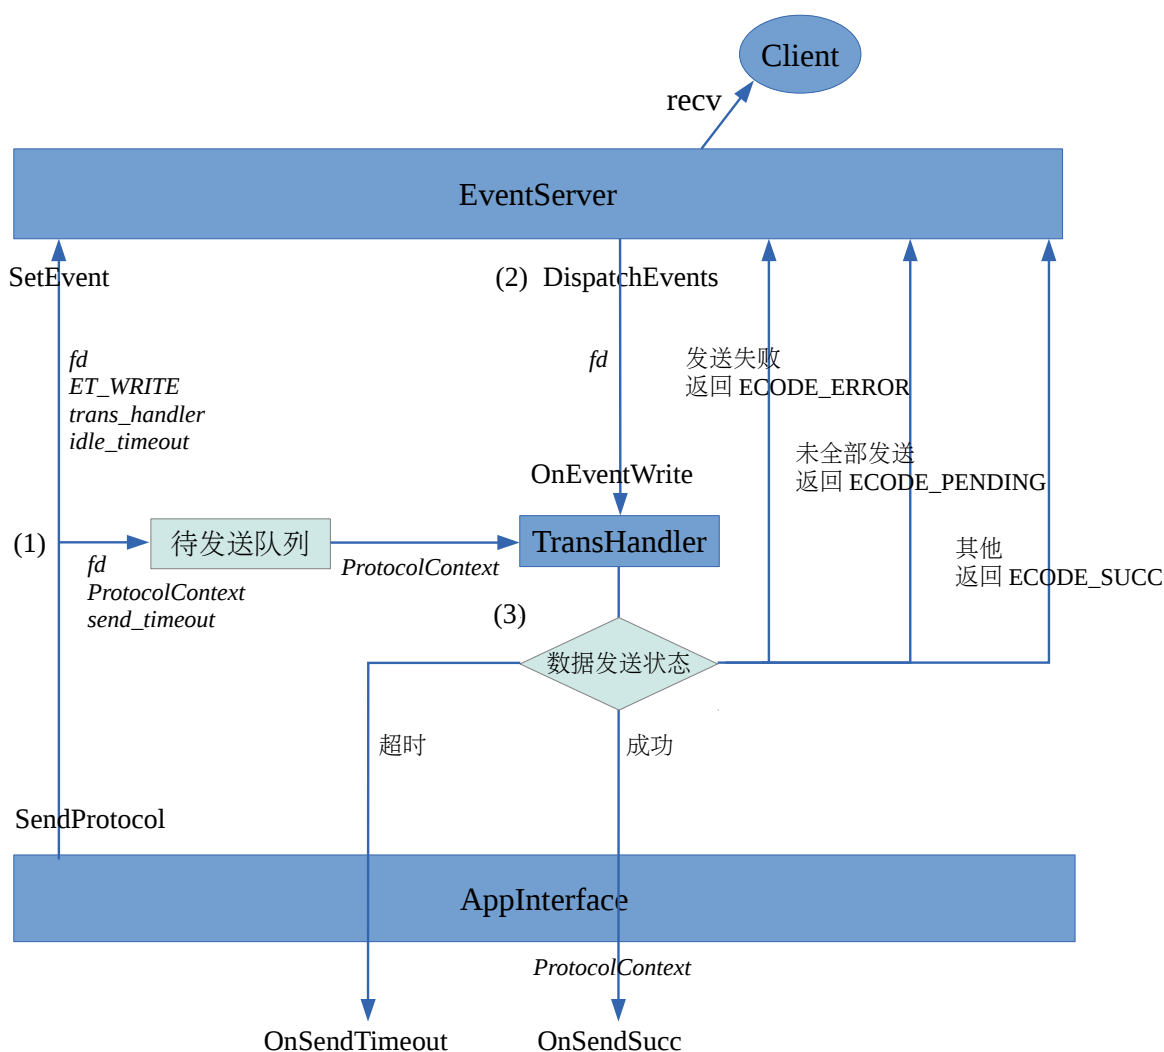 Client
recv
EventServer
SetEvent
(2) DispatchEvents
fd
ET_WRITE
trans_handler
idle_timeout
fd
发送失败
返回 ECODE_ERROR
未全部发送
返回 ECODE_PENDING
OnEventWrite
(1)
待发送队列
TransHandler
其他
返回 ECODE_SUCC
fd
ProtocolContext
send_timeout
ProtocolContext
(3)
数据发送状态
超时
成功
SendProtocol
AppInterface
ProtocolContext
OnSendTimeout
OnSendSucc